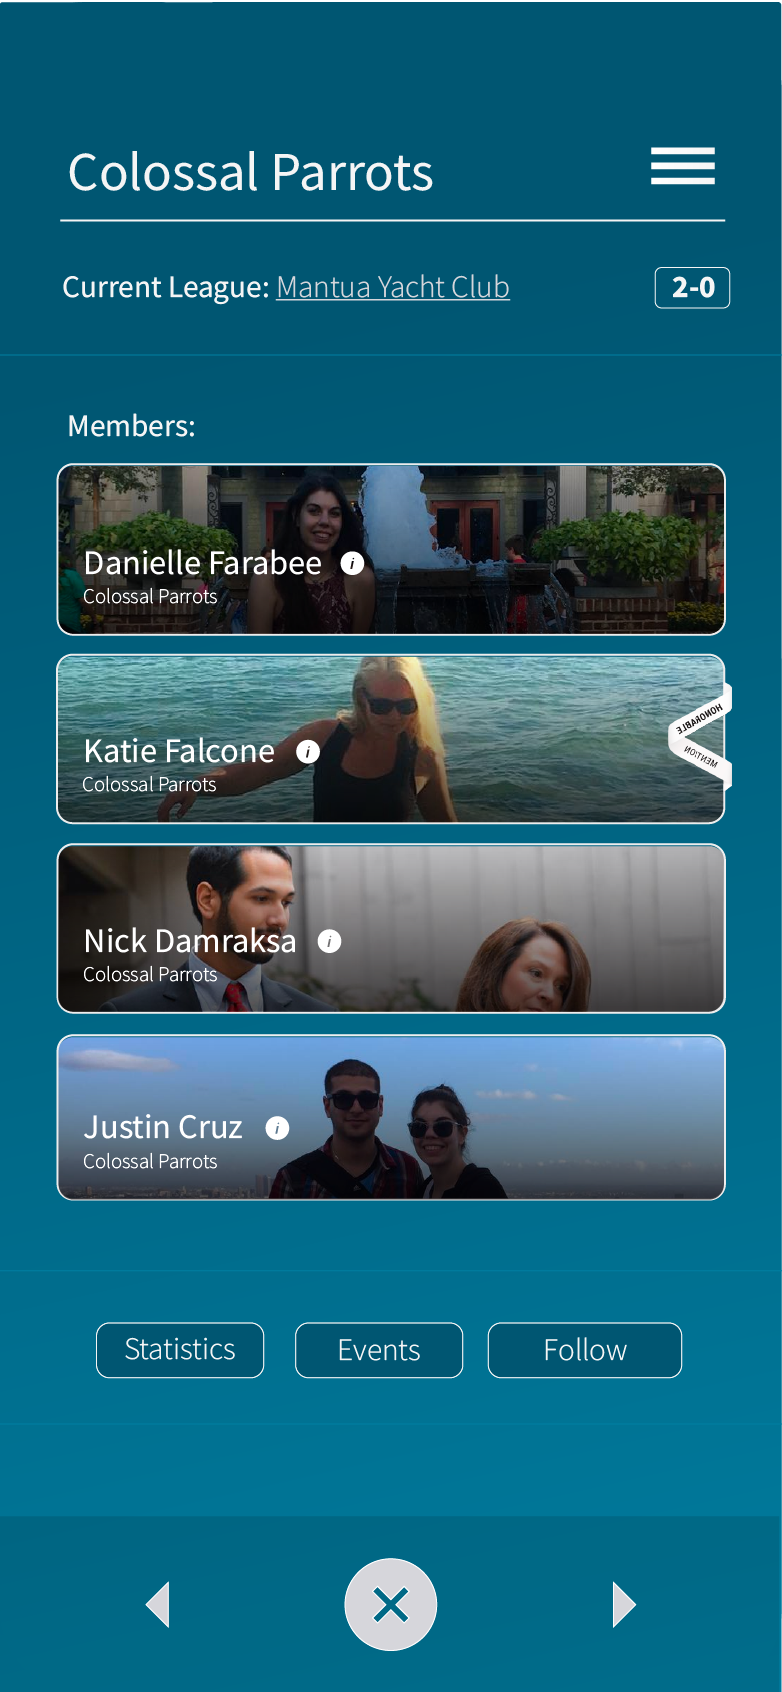 Colossal Parrots
Current League: Mantua Yacht Club
2-0
Members:
Danielle Farabee i
Colossal Parrots
Katie Falcone i
Colossal Parrots
HONORABLE
MENTION
Nick Damraksa i
Colossal Parrots
Justin Cruz i
Colossal Parrots
Statistics
Events
Follow